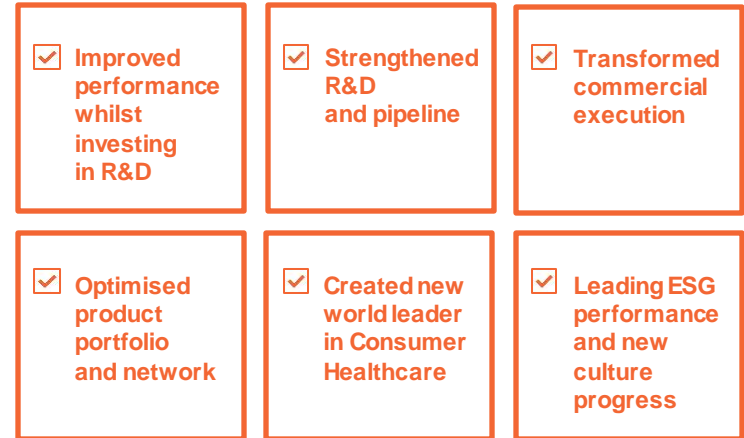 Improved
performance
whilst
investing
in R&D
Strengthened
R&D
and pipeline
Transformed
commercial
execution
Optimised
product
portfolio
and network
Created new
world leader
in Consumer
Healthcare
Leading ESG
performance
and new
culture
progress